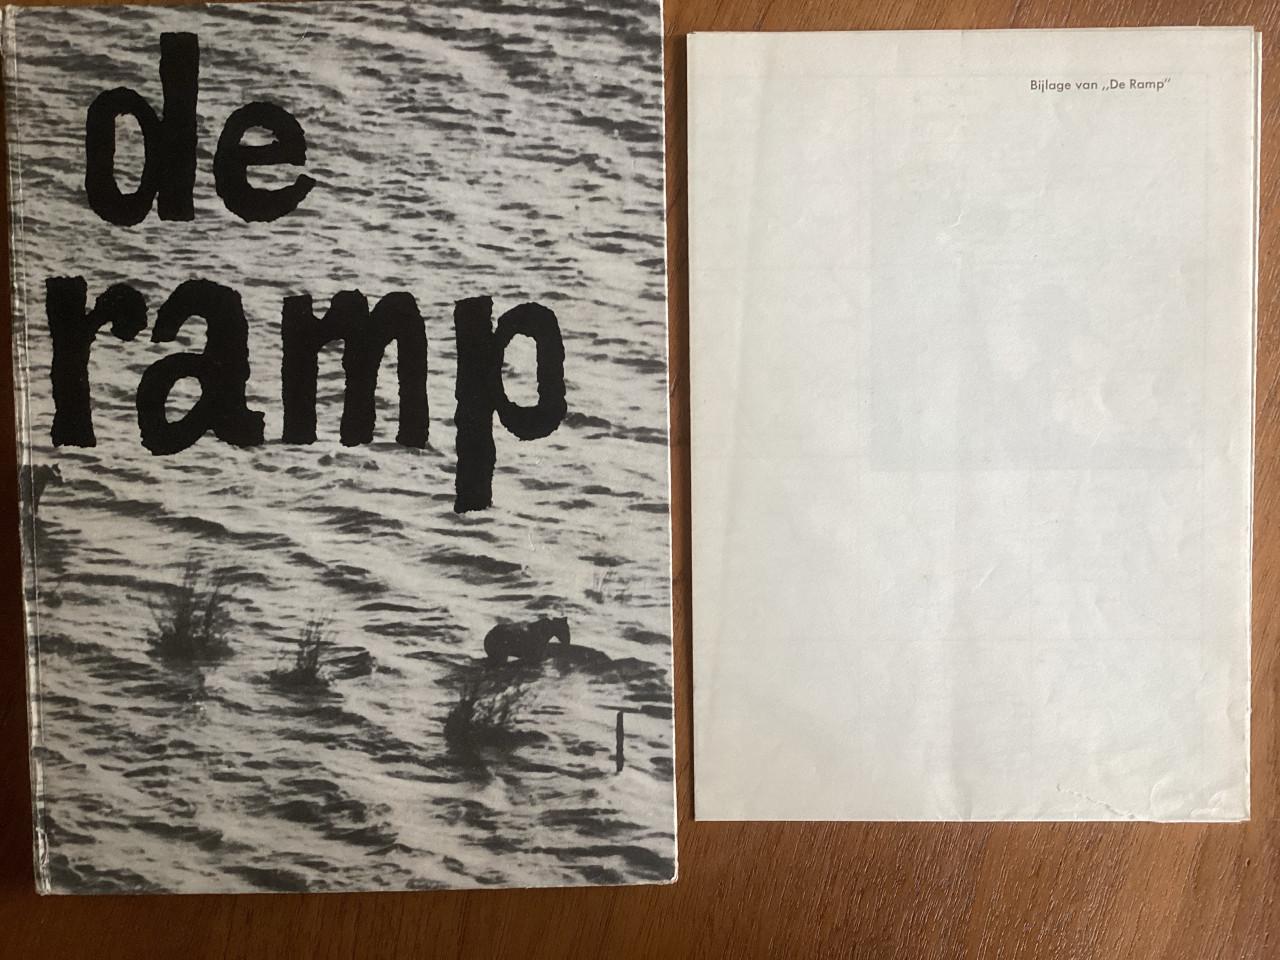 de
ramp
Bijlage van ,,De Ramp"